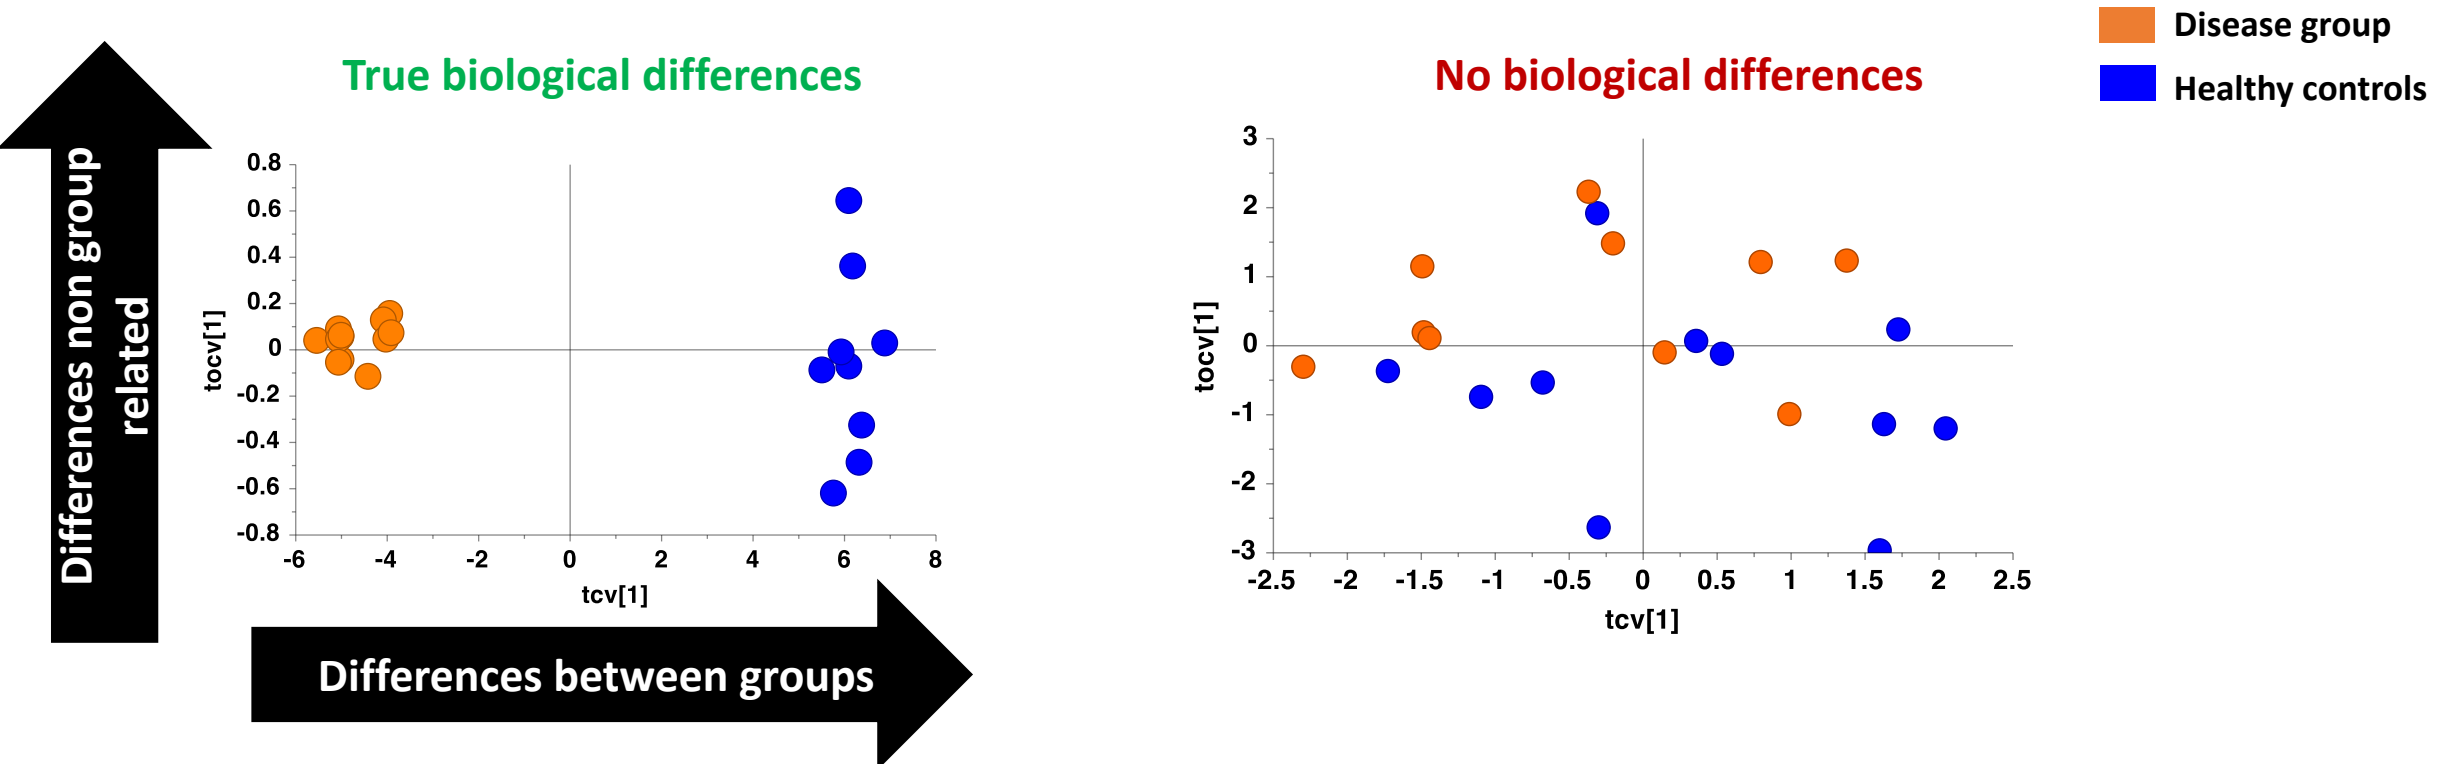 Disease group
Healthy controls
True biological differences
No biological differences
Differences non group
related
0.8
0.6
0.4
0.2
0
-0.2
-0.4
-0.6
-0.8
tocv[1]
-6 -4 -2 0 2 4 6 8
tcv[1]
Differences between groups
3
2
1
0
-1
-2
-3
tocv[1]
-2.5 -2 -1.5 -1 -0.5 0 0.5 1 1.5 2 2.5
tcv[1]